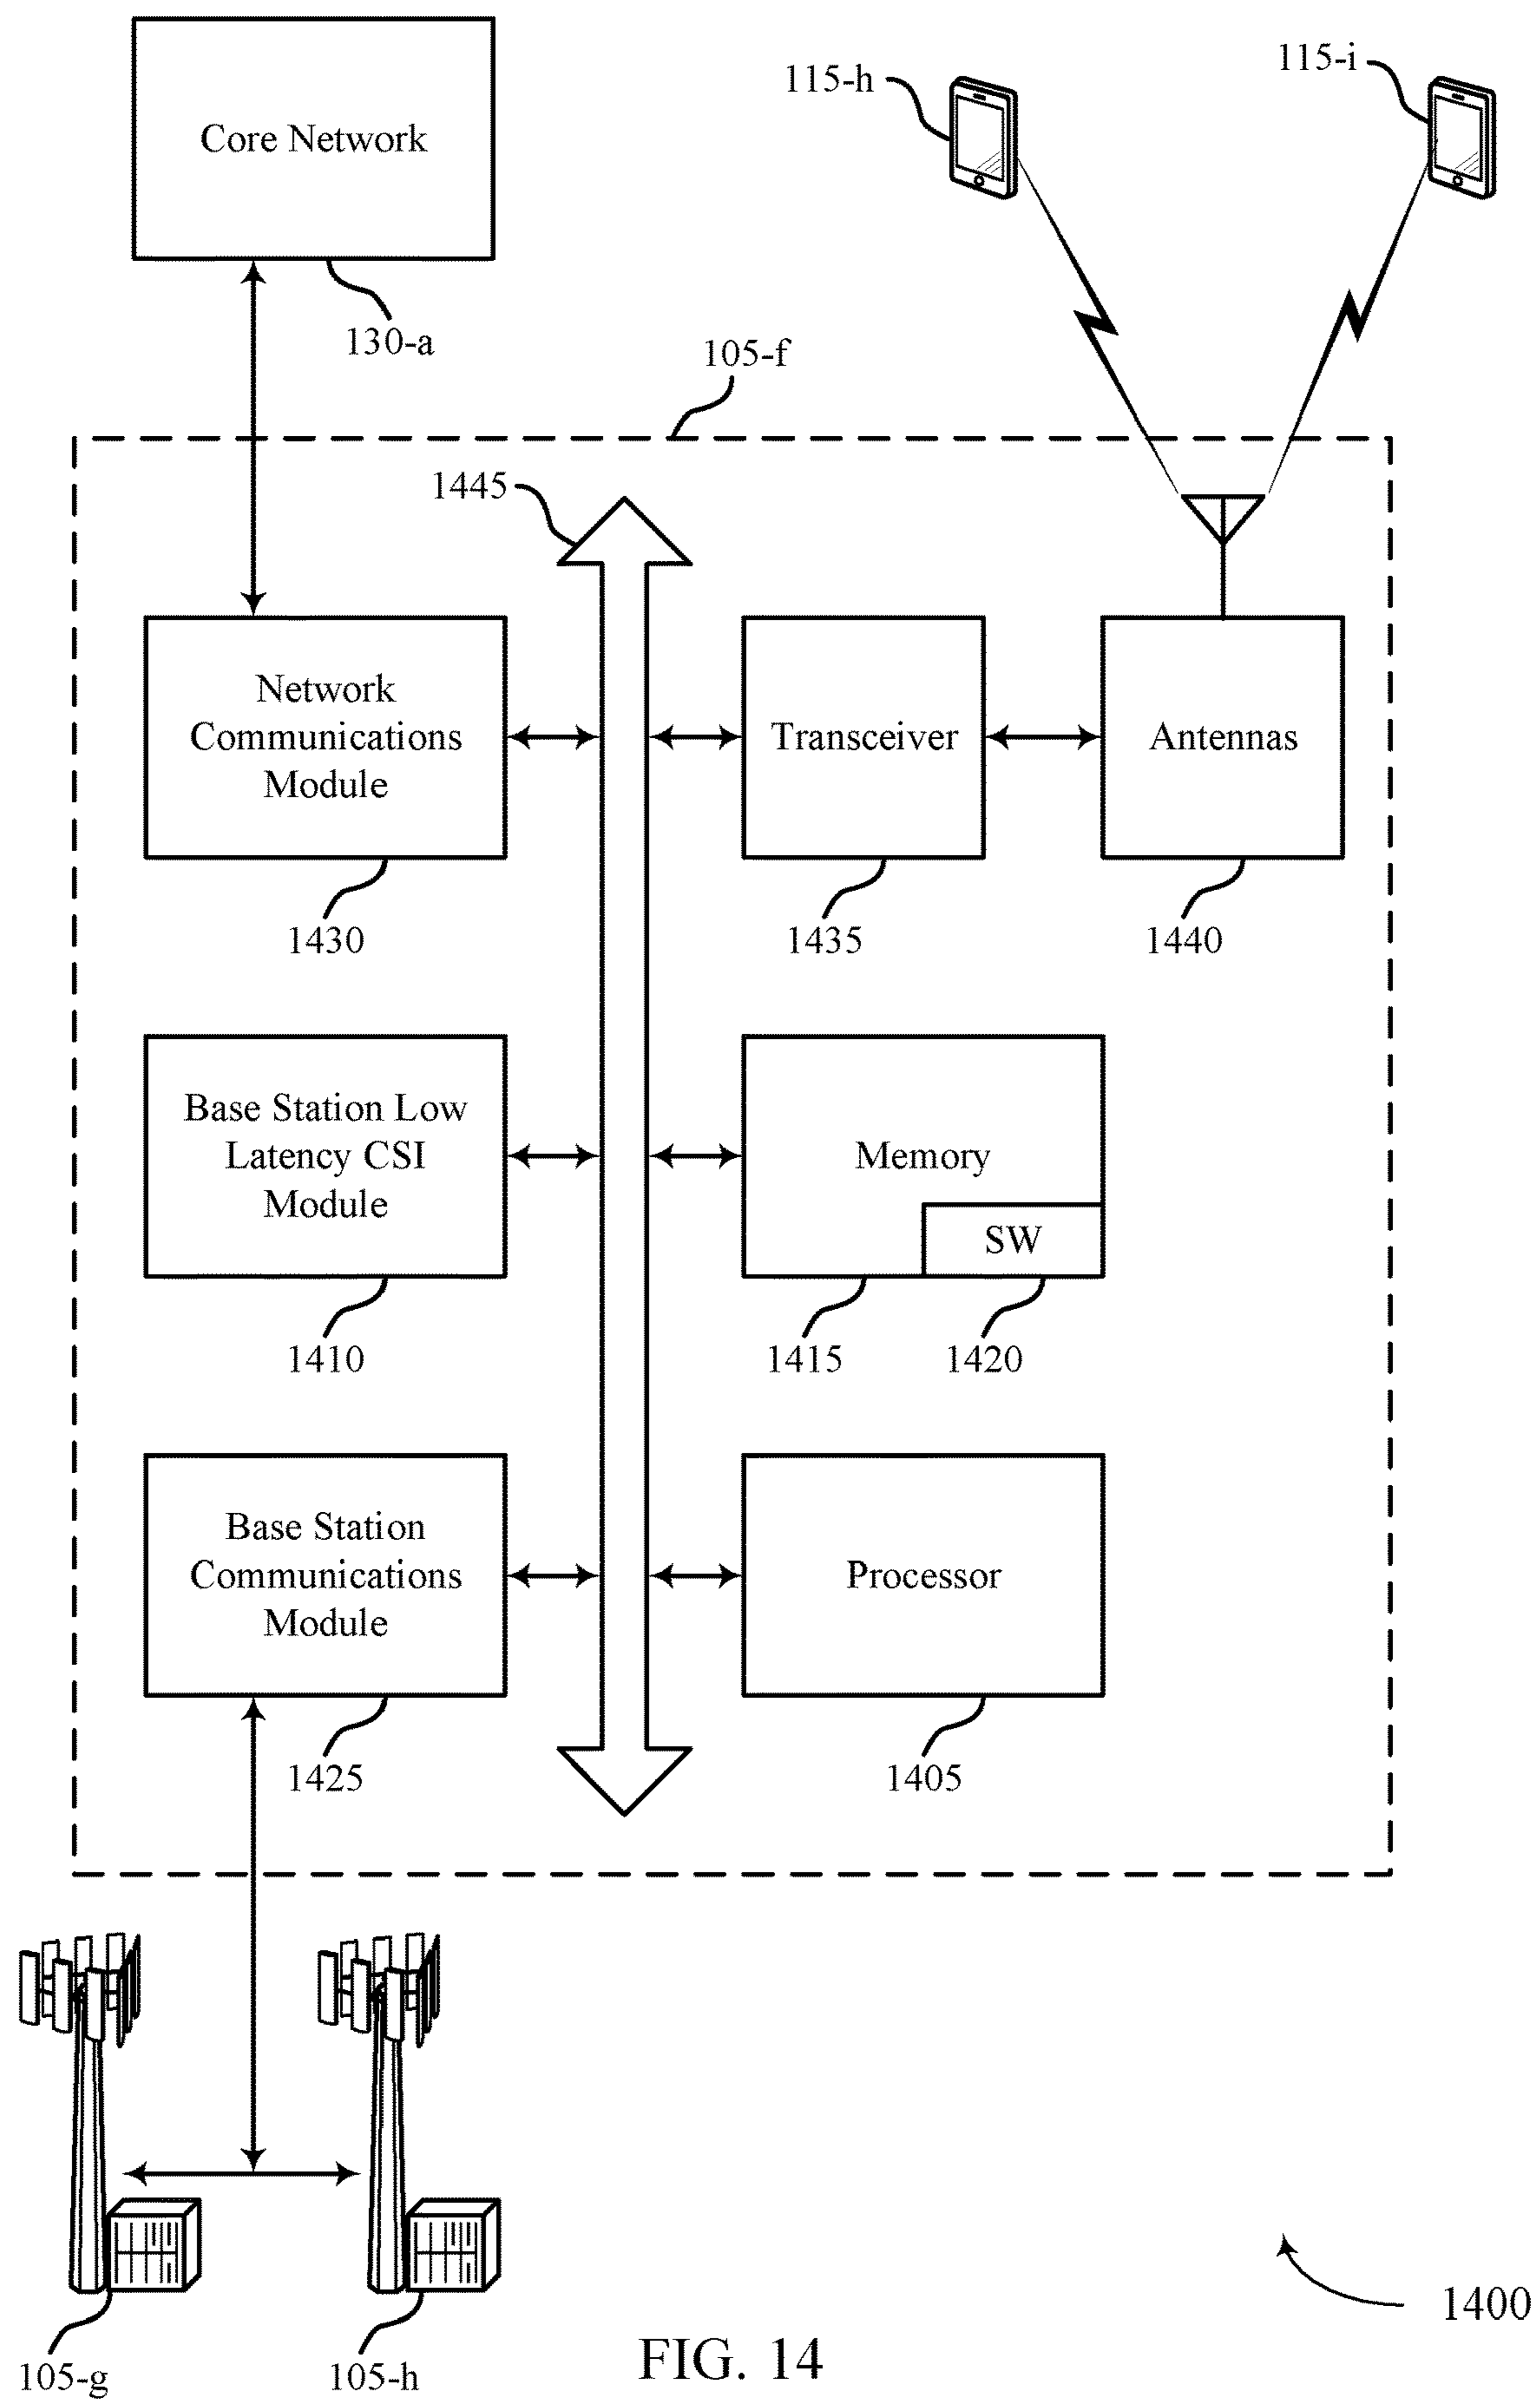 115-h
115-i
Core Network
130-a
105-f
1445
Network
Communications
Module
Transceiver
Antennas
1430
1435
1440
Base Station Low
Latency CSI
Module
Memory
SW
1410
1415
1420
Base Station
Communications
Module
Processor
1425
1405
105-g
105-h
1400
FIG. 14